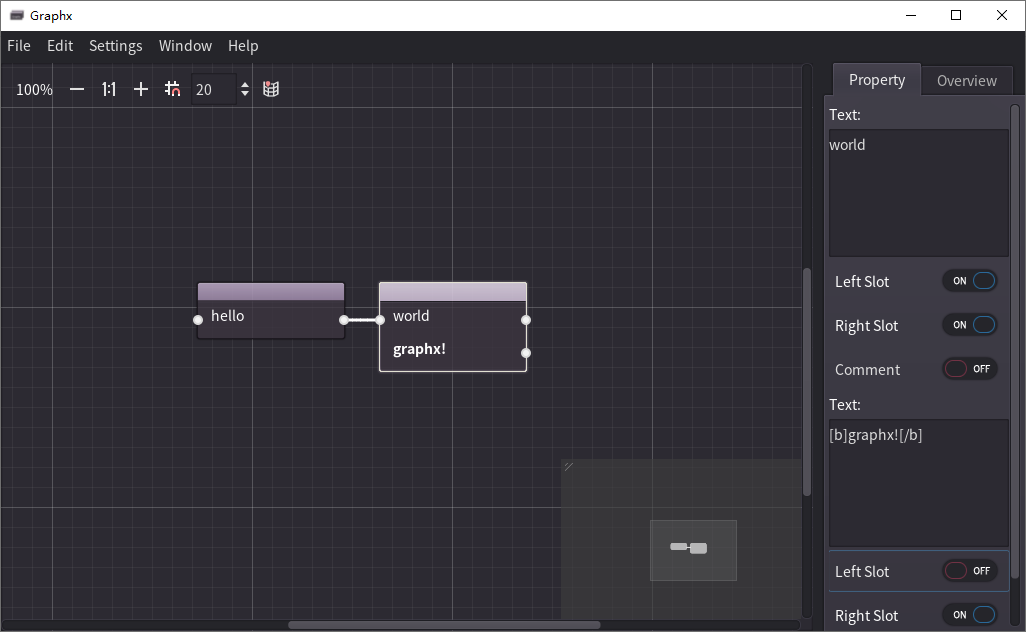 Graphx
File Edit Settings Window Help
100% 1:1 20
Property Overview
Text:
world
Left Slot ON
Right Slot ON
Comment OFF
Text:
[b]graphx![/b]
Left Slot OFF
Right Slot ON
hello
world
graphx!